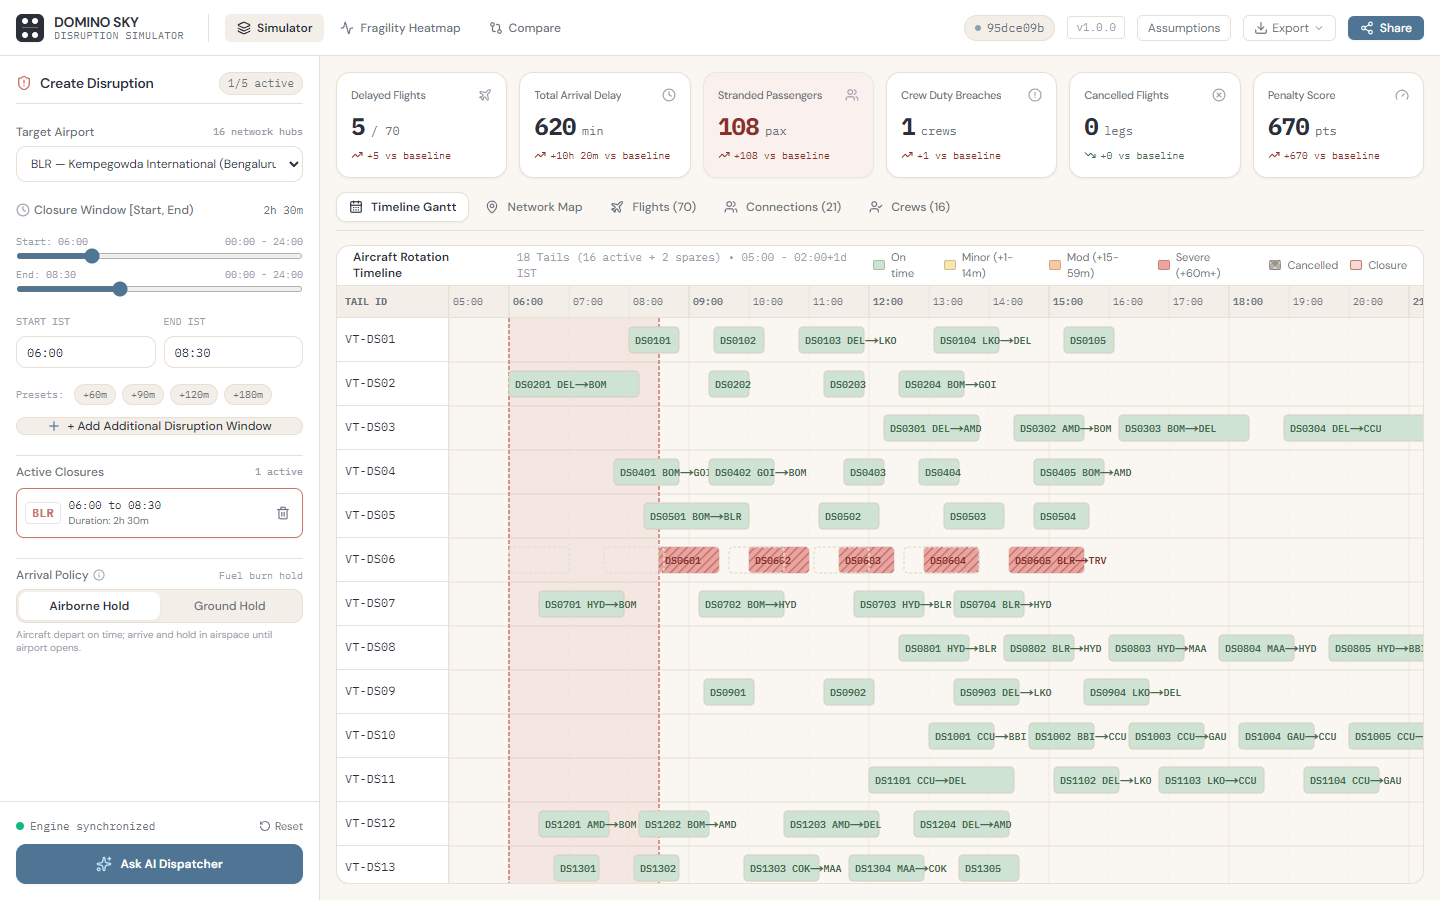 DOMINO SKY
DISRUPTION SIMULATOR
Simulator
Fragility Heatmap
Compare
95dce09b
v1.0.0
Assumptions
Export
Share
Create Disruption
1/5 active
Target Airport
16 network hubs
BLR — Kempegowda International (Bengaluru
Closure Window [Start, End)
2h 30m
Start: 06:00
00:00 - 24:00
End: 08:30
00:00 - 24:00
START IST
END IST
06:00
08:30
Presets:
+60m
+90m
+120m
+180m
+ Add Additional Disruption Window
Active Closures
1 active
BLR
06:00 to 08:30
Duration: 2h 30m
Arrival Policy
Fuel burn hold
Airborne Hold
Ground Hold
Aircraft depart on time; arrive and hold in airspace until
airport opens.
Engine synchronized
Reset
Ask AI Dispatcher
Delayed Flights
5 / 70
+5 vs baseline
Total Arrival Delay
620 min
+10h 20m vs baseline
Stranded Passengers
108 pax
+108 vs baseline
Crew Duty Breaches
1 crews
+1 vs baseline
Cancelled Flights
0 legs
+0 vs baseline
Penalty Score
670 pts
+670 vs baseline
Timeline Gantt
Network Map
Flights (70)
Connections (21)
Crews (16)
Aircraft Rotation
Timeline
18 Tails (16 active + 2 spares) • 05:00 - 02:00+1d
IST
On
time
Minor (+1-
14m)
Mod (+15-
59m)
Severe
(+60m+)
Cancelled
Closure
TAIL ID 05:00 06:00 07:00 08:00 09:00 10:00 11:00 12:00 13:00 14:00 15:00 16:00 17:00 18:00 19:00 20:00 21
VT-DS01 DS0101 DS0102 DS0103 DEL→LKO DS0104 LKO→DEL DS0105
VT-DS02 DS0201 DEL→BOM DS0202 DS0203 DS0204 BOM→GOI
VT-DS03 DS0301 DEL→AMD DS0302 AMD→BOM DS0303 BOM→DEL DS0304 DEL→CCU
VT-DS04 DS0401 BOM→GOI DS0402 GOI→BOM DS0403 DS0404 DS0405 BOM→AMD
VT-DS05 DS0501 BOM→BLR DS0502 DS0503 DS0504
VT-DS06 DS0601 DS0602 DS0603 DS0604 DS0605 BLR→TRV
VT-DS07 DS0701 HYD→BOM DS0702 BOM→HYD DS0703 HYD→BLR DS0704 BLR→HYD
VT-DS08 DS0801 HYD→BLR DS0802 BLR→HYD DS0803 HYD→MAA DS0804 MAA→HYD DS0805 HYD→BBI
VT-DS09 DS0901 DS0902 DS0903 DEL→LKO DS0904 LKO→DEL
VT-DS10 DS1001 CCU→BBI DS1002 BBI→CCU DS1003 CCU→GAU DS1004 GAU→CCU DS1005 CCU→
VT-DS11 DS1101 CCU→DEL DS1102 DEL→LKO DS1103 LKO→CCU DS1104 CCU→GAU
VT-DS12 DS1201 AMD→BOM DS1202 BOM→AMD DS1203 AMD→DEL DS1204 DEL→AMD
VT-DS13 DS1301 DS1302 DS1303 COK→MAA DS1304 MAA→COK DS1305